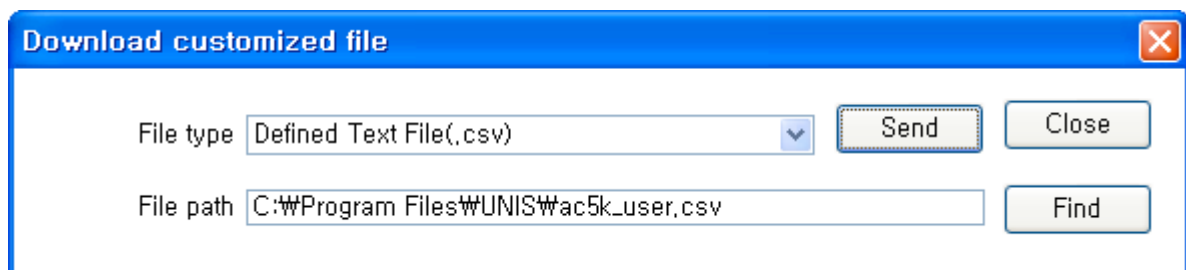 Download customized file
File type Defined Text File(,csv) Send Close
File path C:₩Program Files₩UNIS₩ac5k_user,csv Find